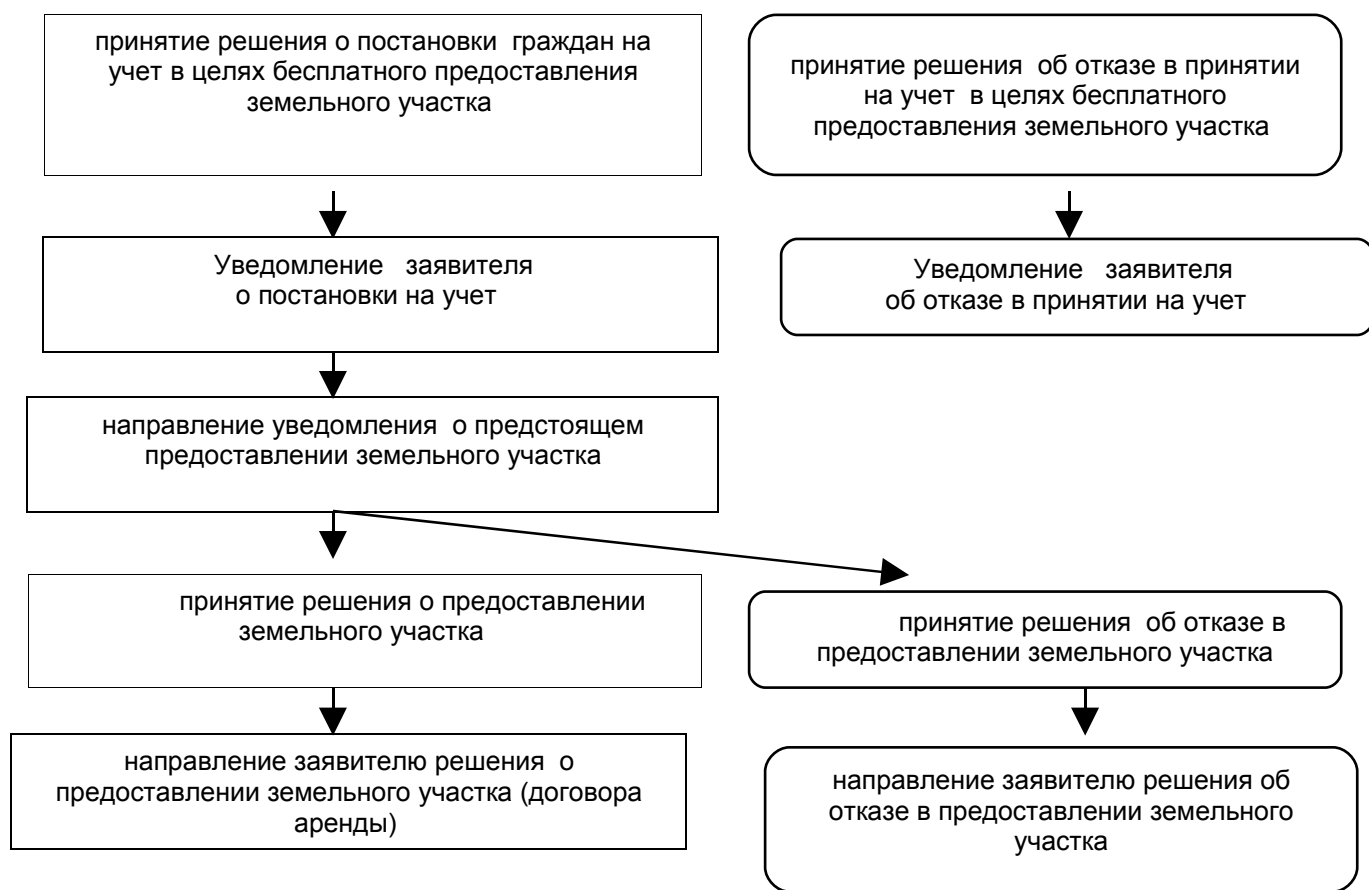 принятие решения о постановки граждан на
учет в целях бесплатного предоставления
земельного участка
принятие решения об отказе в принятии
на учет в целях бесплатного
предоставления земельного участка
Уведомление заявителя
о постановки на учет
Уведомление заявителя
об отказе в принятии на учет
направление уведомления о предстоящем
предоставлении земельного участка
принятие решения о предоставлении
земельного участка
принятие решения об отказе в
предоставлении земельного участка
направление заявителю решения о
предоставлении земельного участка (договора
аренды)
направление заявителю решения об
отказе в предоставлении земельного
участка